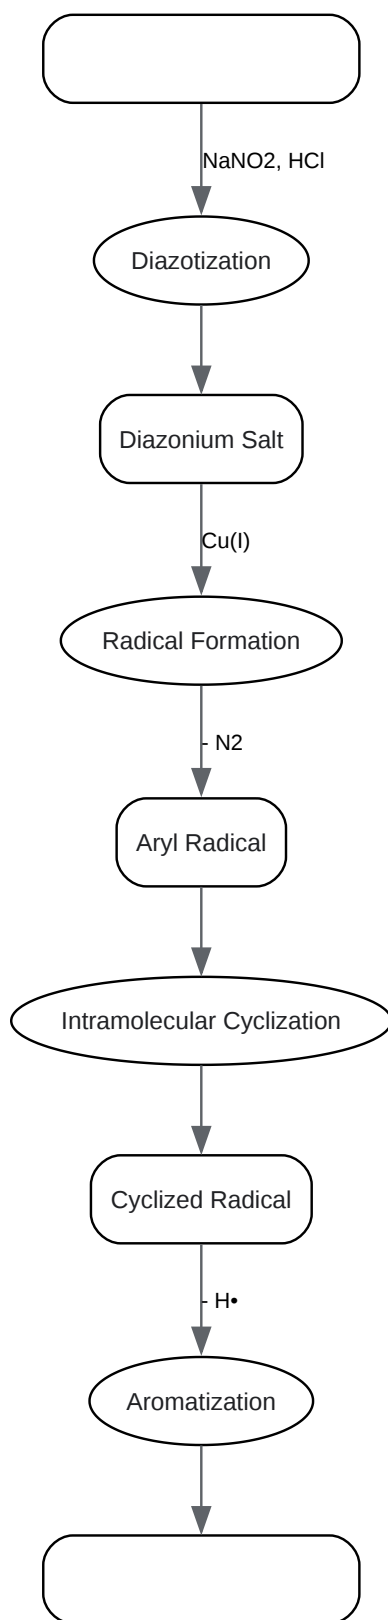 NaNO2, HCl
Diazotization
Diazonium Salt
Cu(I)
Radical Formation
- N2
Aryl Radical
Intramolecular Cyclization
Cyclized Radical
- H•
Aromatization